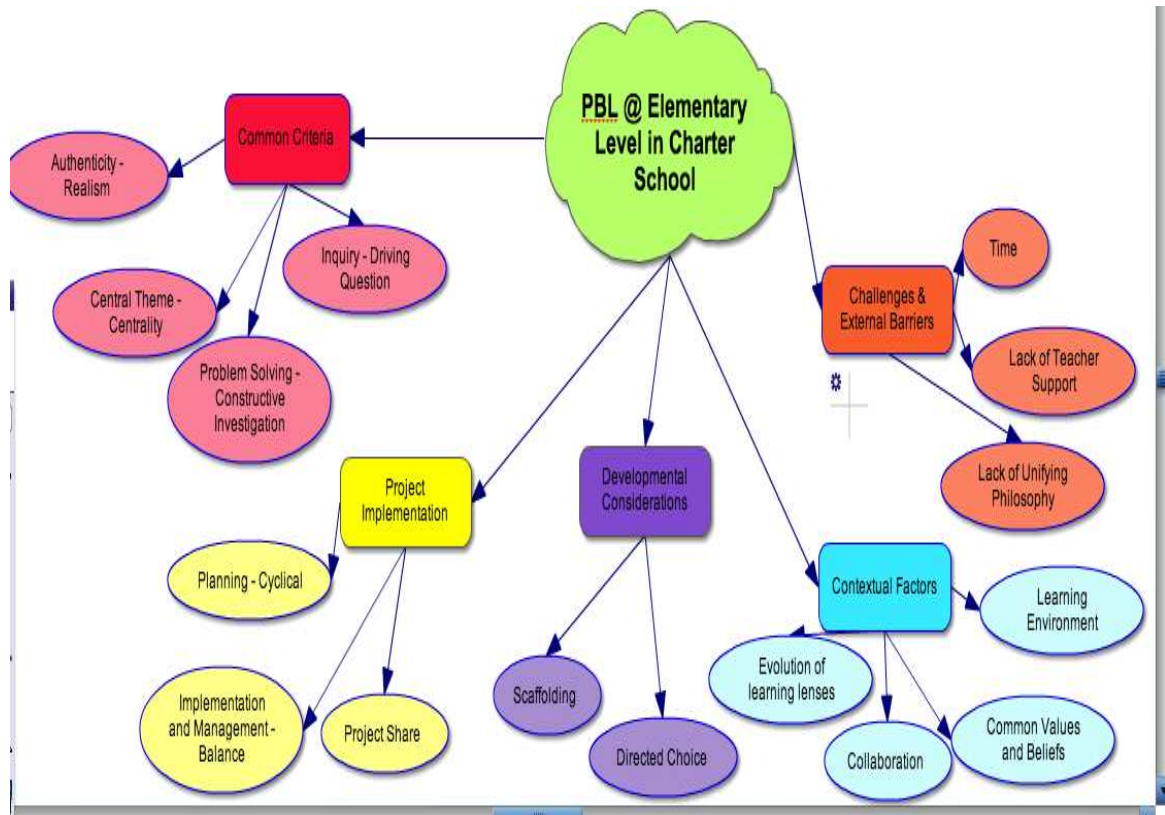 PBL @ Elementary
Level in Charter
School
Common Criteria
Authenticity -
Realism
Central Theme -
Centrality
Problem Solving -
Constructive
Investigation
Inquiry - Driving
Question
Challenges &
External Barriers
Time
Lack of Teacher
Support
Lack of Unifying
Philosophy
Project
Implementation
Planning - Cyclical
Implementation
and Management -
Balance
Project Share
Developmental
Considerations
Scaffolding
Directed Choice
Contextual Factors
Learning
Environment
Evolution of
learning lenses
Collaboration
Common Values
and Beliefs